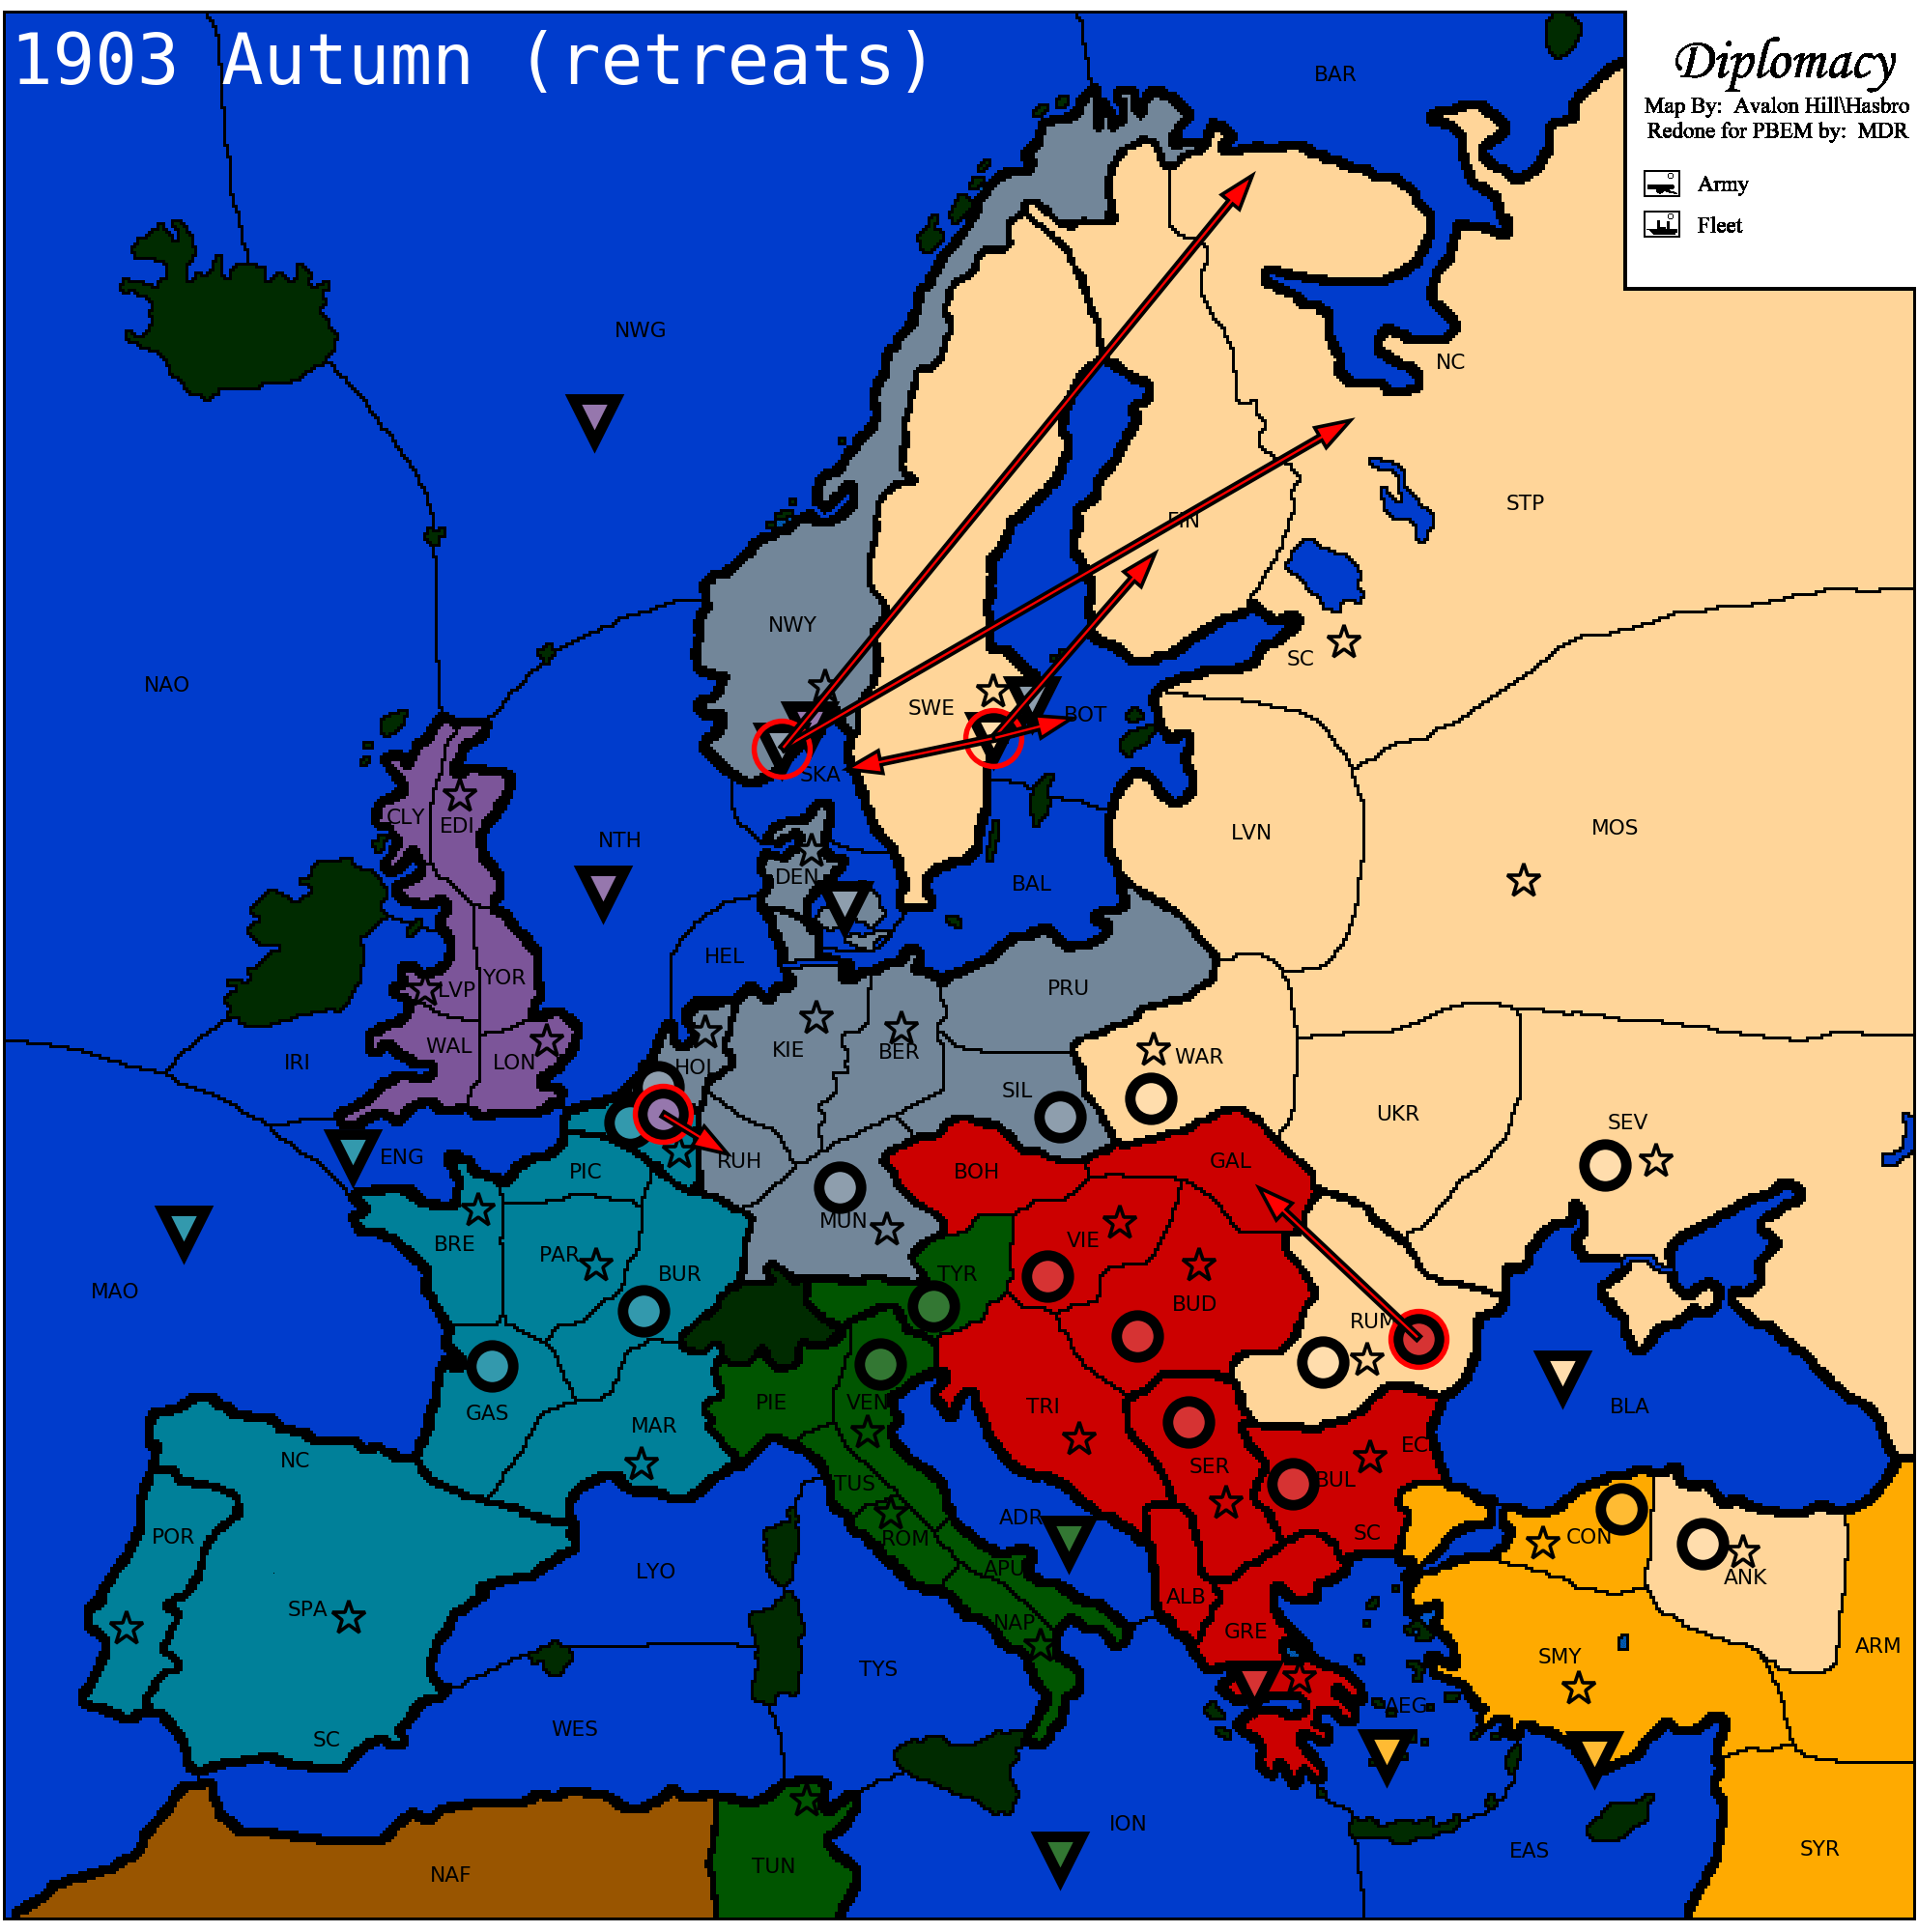 1903 Autumn (retreats)
Diplomacy
Map By: Avalon Hill\Hasbro
Redone for PBEM by: MDR
Army
Fleet
BAR
NWG
NC
STP
FIN
NWY
SC
NAO
SWE
BOT
SKA
CLY
EDI
NTH
LVN
MOS
DEN
BAL
HEL
YOR
LVP
PRU
WAL
LON
IRI
KIE
BER
HOL
WAR
SIL
UKR
SEV
ENG
PIC
RUH
BOH
GAL
MUN
BRE
PAR
BUR
TYR
VIE
BUD
MAO
RUM
GAS
MAR
PIE
VEN
TRI
BLA
NC
TUS
SER
EC
BUL
POR
ROM
ADR
SC
CON
LYO
APU
ANK
SPA
NAP
ALB
GRE
SMY
ARM
TYS
AEG
SC
WES
ION
EAS
SYR
NAF
TUN